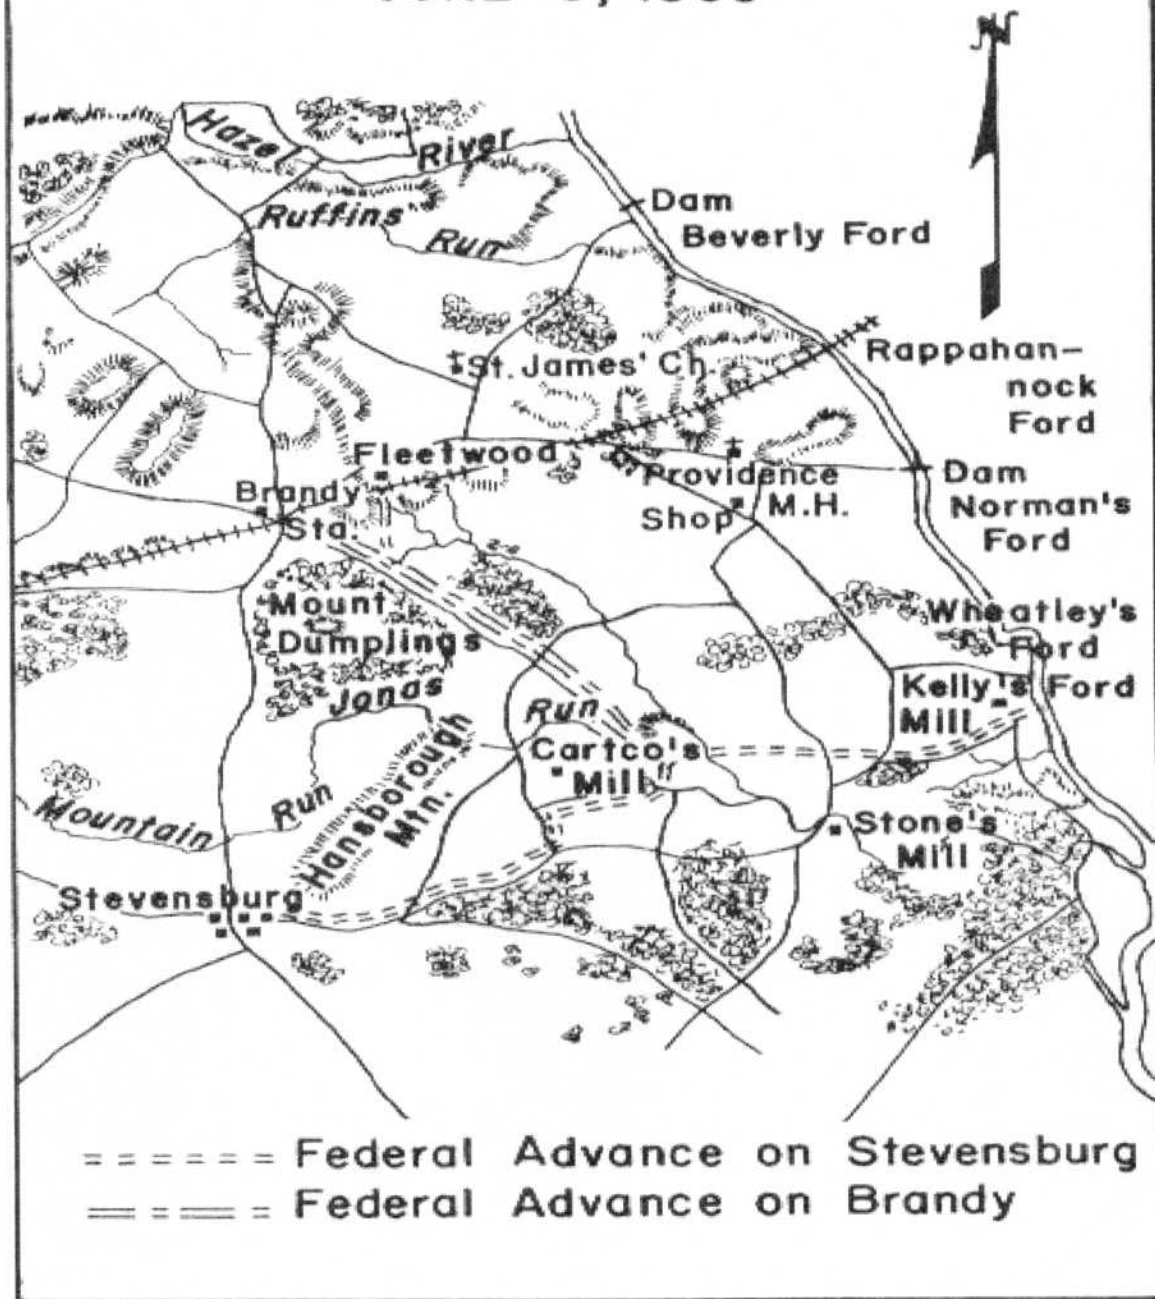 N
Hazel River
Dam
Beverly Ford
Ruffins' Run
St. James' Ch.
Rappahan-
nock
Ford
Fleetwood
Providence
M.H.
Dam
Norman's
Ford
Brandy
Sta.
Shop
Mount
Dumplings
Wheatley's
Ford
Jonas Run
Kelly's Ford
Mill
Cartco's
Mill
Hansborough
Mtn.
Mountain Run
Stone's
Mill
Stevensburg
Federal Advance on Stevensburg
Federal Advance on Brandy